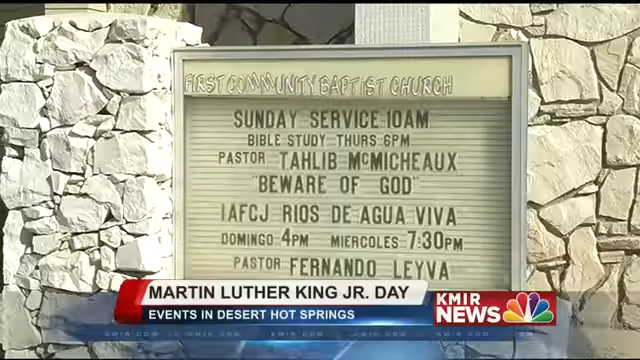 FIRST COMMUNITY BAPTIST CHURCH
SUNDAY SERVICE 10AM
BIBLE STUDY THURS 6PM
PASTOR TAHLIB McMICHEAUX
"BEWARE OF GOD"
IAFCJ RIOS DE AGUA VIVA
DOMINGO 4PM MIERCOLES 7:30PM
PASTOR FERNANDO LEYVA
MARTIN LUTHER KING JR. DAY
EVENTS IN DESERT HOT SPRINGS
KMIR
NEWS